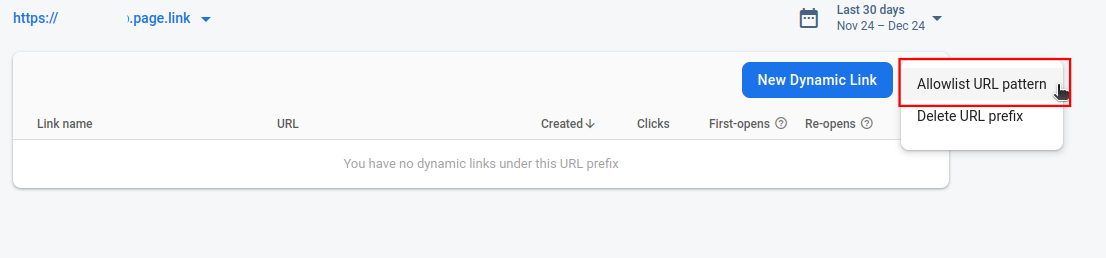 https://
.page.link
Last 30 days
Nov 24 – Dec 24
New Dynamic Link
Allowlist URL pattern
Delete URL prefix
Link name URL Created Clicks First-opens Re-opens
You have no dynamic links under this URL prefix